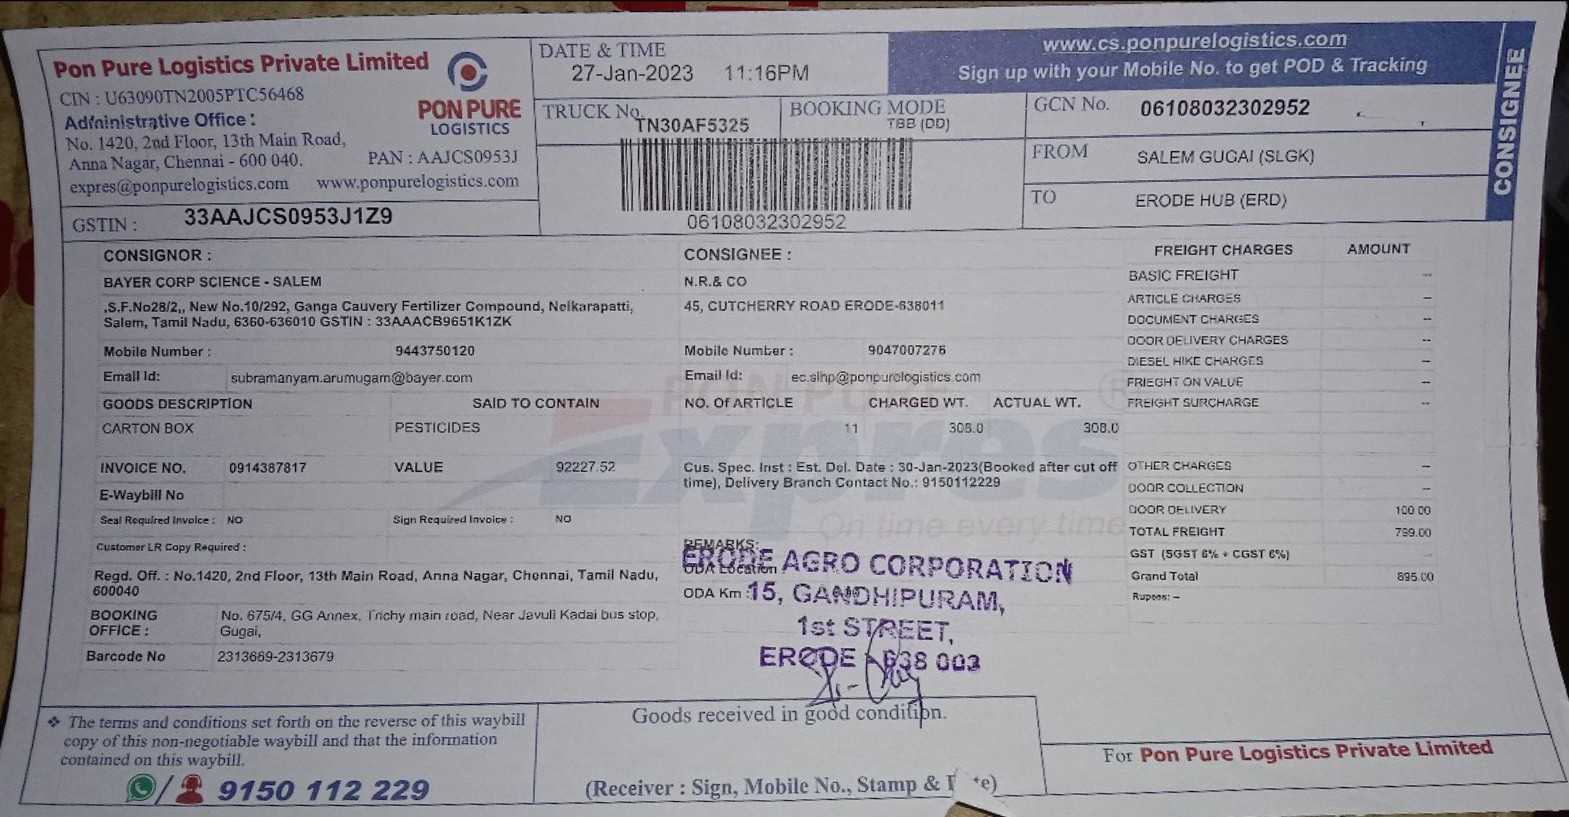 Pon Pure Logistics Private Limited
CIN : U63090TN2005PTC56468
Administrative Office :
No. 1420, 2nd Floor, 13th Main Road,
Anna Nagar, Chennai - 600 040.
PAN : AAJCS0953J
expres@ponpurelogistics.com www.ponpurelogistics.com
PON PURE
LOGISTICS
GSTIN : 33AAJCS0953J1Z9
DATE & TIME
27-Jan-2023 11:16PM
www.cs.ponpurelogistics.com
Sign up with your Mobile No. to get POD & Tracking
CONSIGNEE
TRUCK No.
TN30AF5325
BOOKING MODE
TBB (DD)
GCN No. 06108032302952
FROM SALEM GUGAI (SLGK)
TO ERODE HUB (ERD)
06108032302952
CONSIGNOR :
BAYER CORP SCIENCE - SALEM
,S.F.No28/2,, New No.10/292, Ganga Cauvery Fertilizer Compound, Neikarapatti,
Salem, Tamil Nadu, 6360-636010 GSTIN : 33AAACB9651K1ZK
Mobile Number : 9443750120
Email Id: subramanyam.arumugam@bayer.com
CONSIGNEE :
N.R.& CO
45, CUTCHERRY ROAD ERODE-638011
Mobile Number : 9047007276
Email Id: ec.slhp@ponpurelogistics.com
GOODS DESCRIPTION SAID TO CONTAIN NO. Of ARTICLE CHARGED WT. ACTUAL WT.
CARTON BOX PESTICIDES 11 308.0 308.0
INVOICE NO. 0914387817 VALUE 92227.52
E-Waybill No
Seal Required Invoice : NO Sign Required Invoice : NO
Customer LR Copy Required :
Cus. Spec. Inst : Est. Del. Date : 30-Jan-2023(Booked after cut off
time), Delivery Branch Contact No.: 9150112229
PON PURE ®
Expres
On time every time
REMARKS:
ODA Location
ODA Km :
ERODE AGRO CORPORATION
15, GANDHIPURAM,
1st STREET,
ERODE - 638 003
Regd. Off. : No.1420, 2nd Floor, 13th Main Road, Anna Nagar, Chennai, Tamil Nadu,
600040
BOOKING
OFFICE :
No. 675/4, GG Annex, Trichy main road, Near Javuli Kadai bus stop,
Gugai,
Barcode No 2313669-2313679
FREIGHT CHARGES AMOUNT
BASIC FREIGHT --
ARTICLE CHARGES --
DOCUMENT CHARGES --
DOOR DELIVERY CHARGES --
DIESEL HIKE CHARGES --
FRIEGHT ON VALUE --
FREIGHT SURCHARGE --
OTHER CHARGES --
DOOR COLLECTION --
DOOR DELIVERY 100.00
TOTAL FREIGHT 799.00
GST (SGST 6% + CGST 6%)
Grand Total 895.00
Rupees: --
❖ The terms and conditions set forth on the reverse of this waybill
copy of this non-negotiable waybill and that the information
contained on this waybill.
/ 9150 112 229
Goods received in good condition.
(Receiver : Sign, Mobile No., Stamp &
For Pon Pure Logistics Private Limited